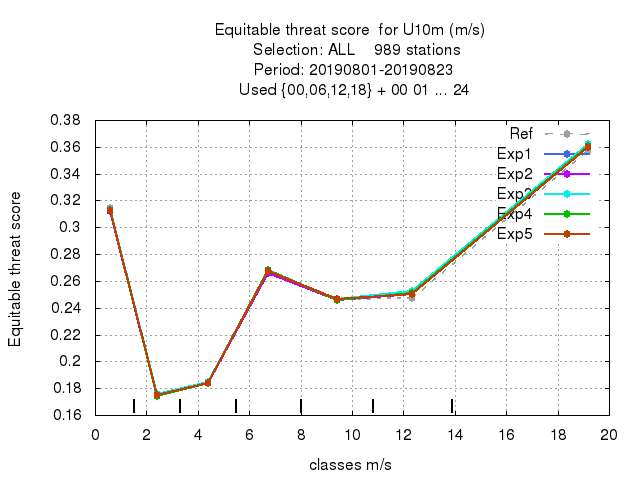 Equitable threat score  for U10m (m/s)
Selection: ALL    989 stations
Period: 20190801-20190823
Used {00,06,12,18} + 00 01 ... 24
Equitable threat score
0.38
0.36
0.34
0.32
0.3
0.28
0.26
0.24
0.22
0.2
0.18
0.16
Ref
Exp1
Exp2
Exp3
Exp4
Exp5
0 2 4 6 8 10 12 14 16 18 20
classes m/s